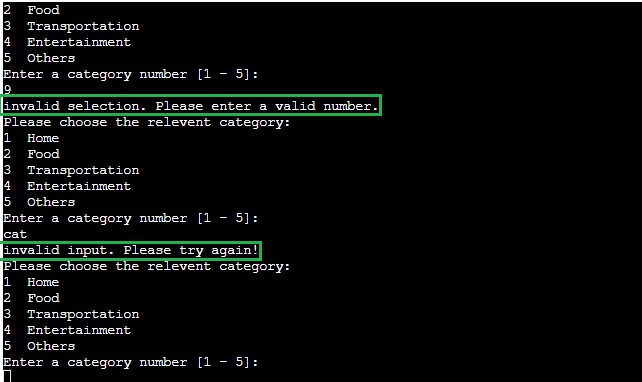 2  Food
3  Transportation
4  Entertainment
5  Others
Enter a category number [1 - 5]:
9
invalid selection. Please enter a valid number.
Please choose the relevent category:
1  Home
2  Food
3  Transportation
4  Entertainment
5  Others
Enter a category number [1 - 5]:
cat
invalid input. Please try again!
Please choose the relevent category:
1  Home
2  Food
3  Transportation
4  Entertainment
5  Others
Enter a category number [1 - 5]: